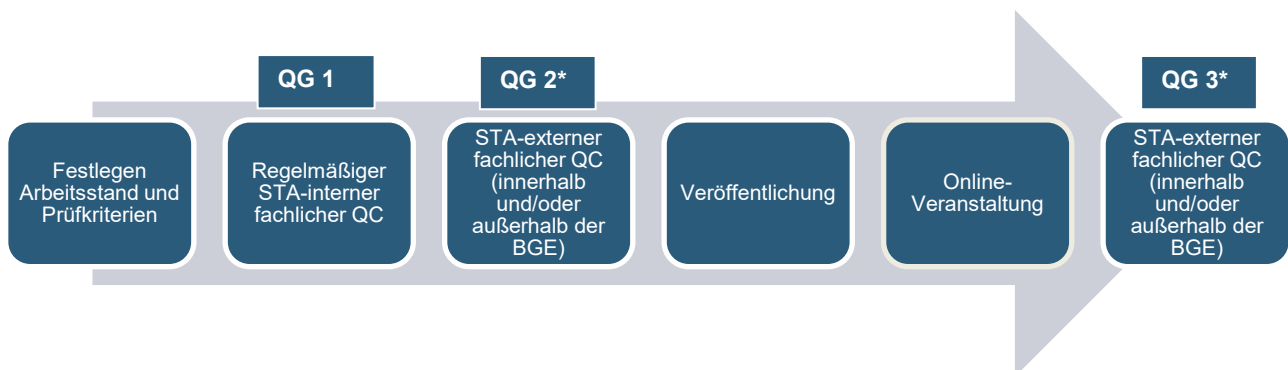 QG 1
QG 2*
QG 3*
Festlegen
Arbeitsstand und
Prüfkriterien
Regelmäßiger
STA-interner
fachlicher QC
STA-externer
fachlicher QC
(innerhalb
und/oder
außerhalb der
BGE)
Veröffentlichung
Online-
Veranstaltung
STA-externer
fachlicher QC
(innerhalb
und/oder
außerhalb der
BGE)